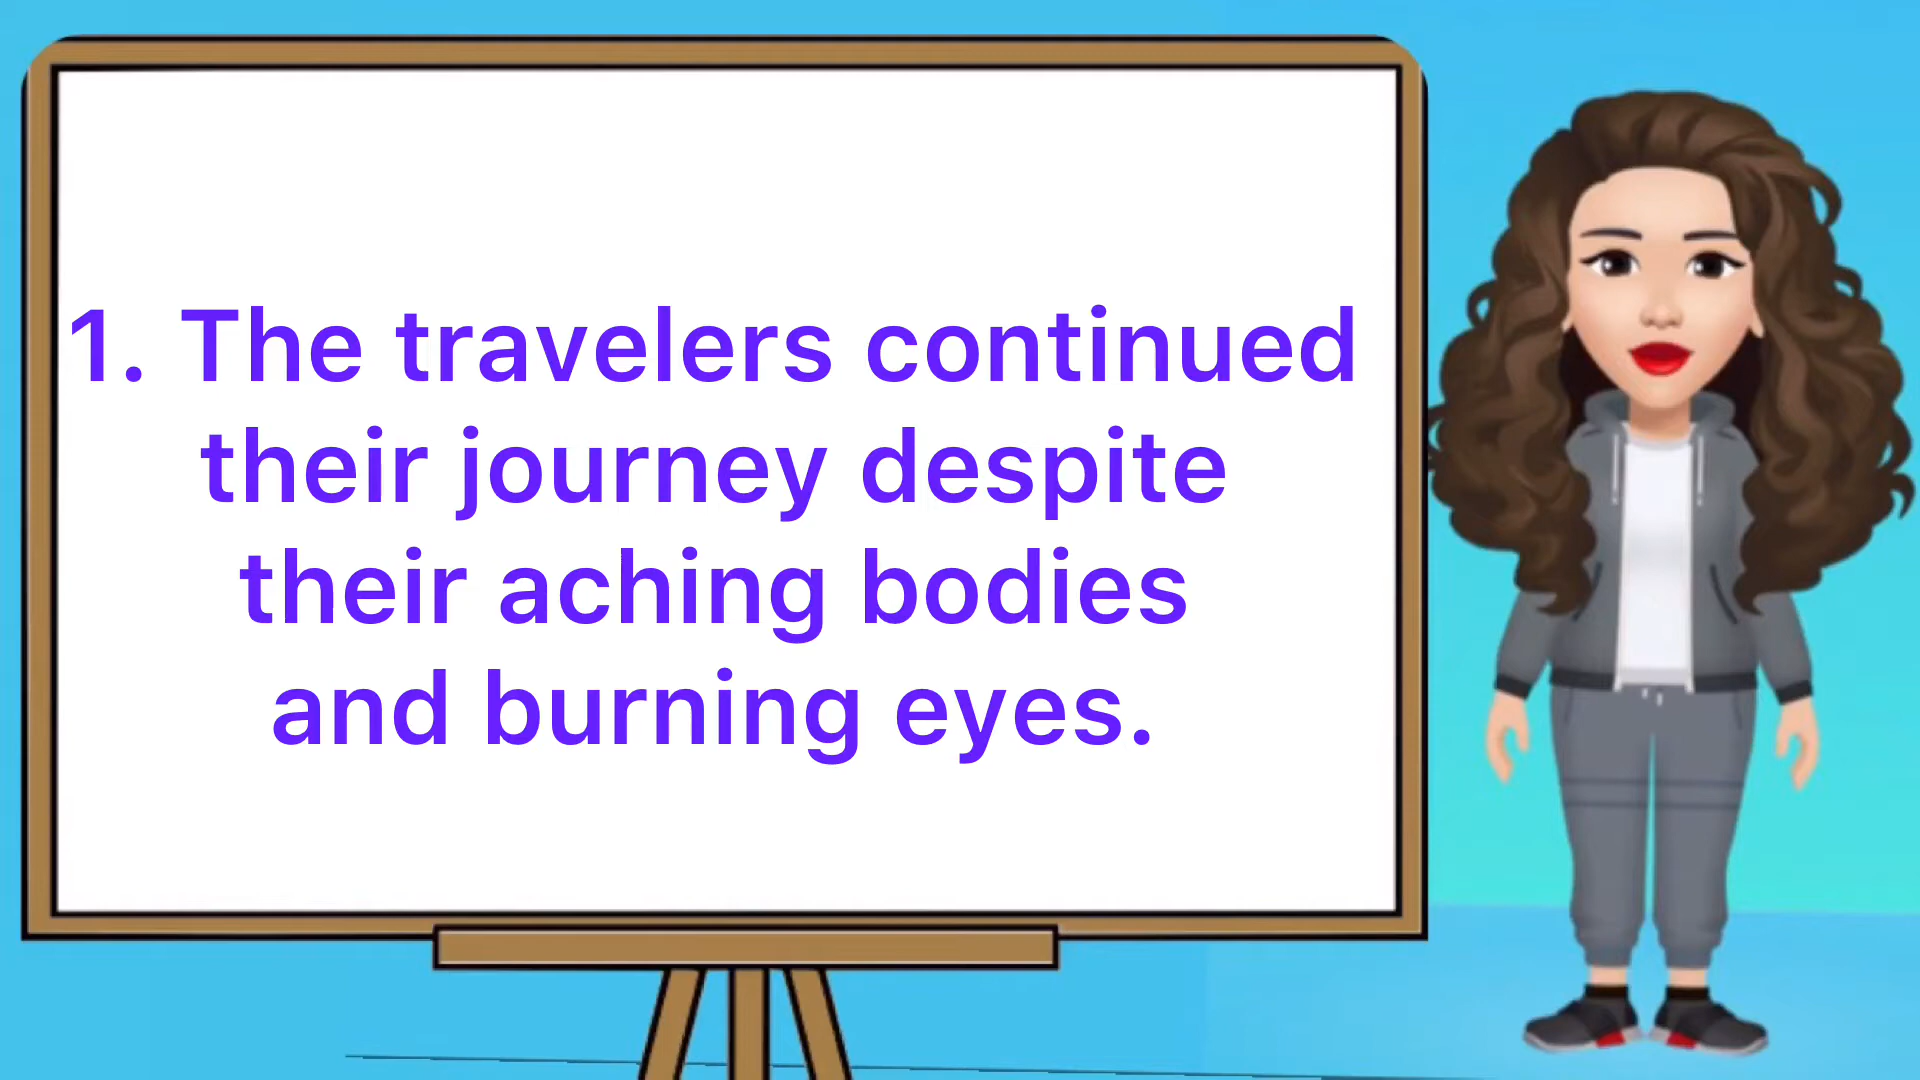 1. The travelers continued
their journey despite
their aching bodies
and burning eyes.